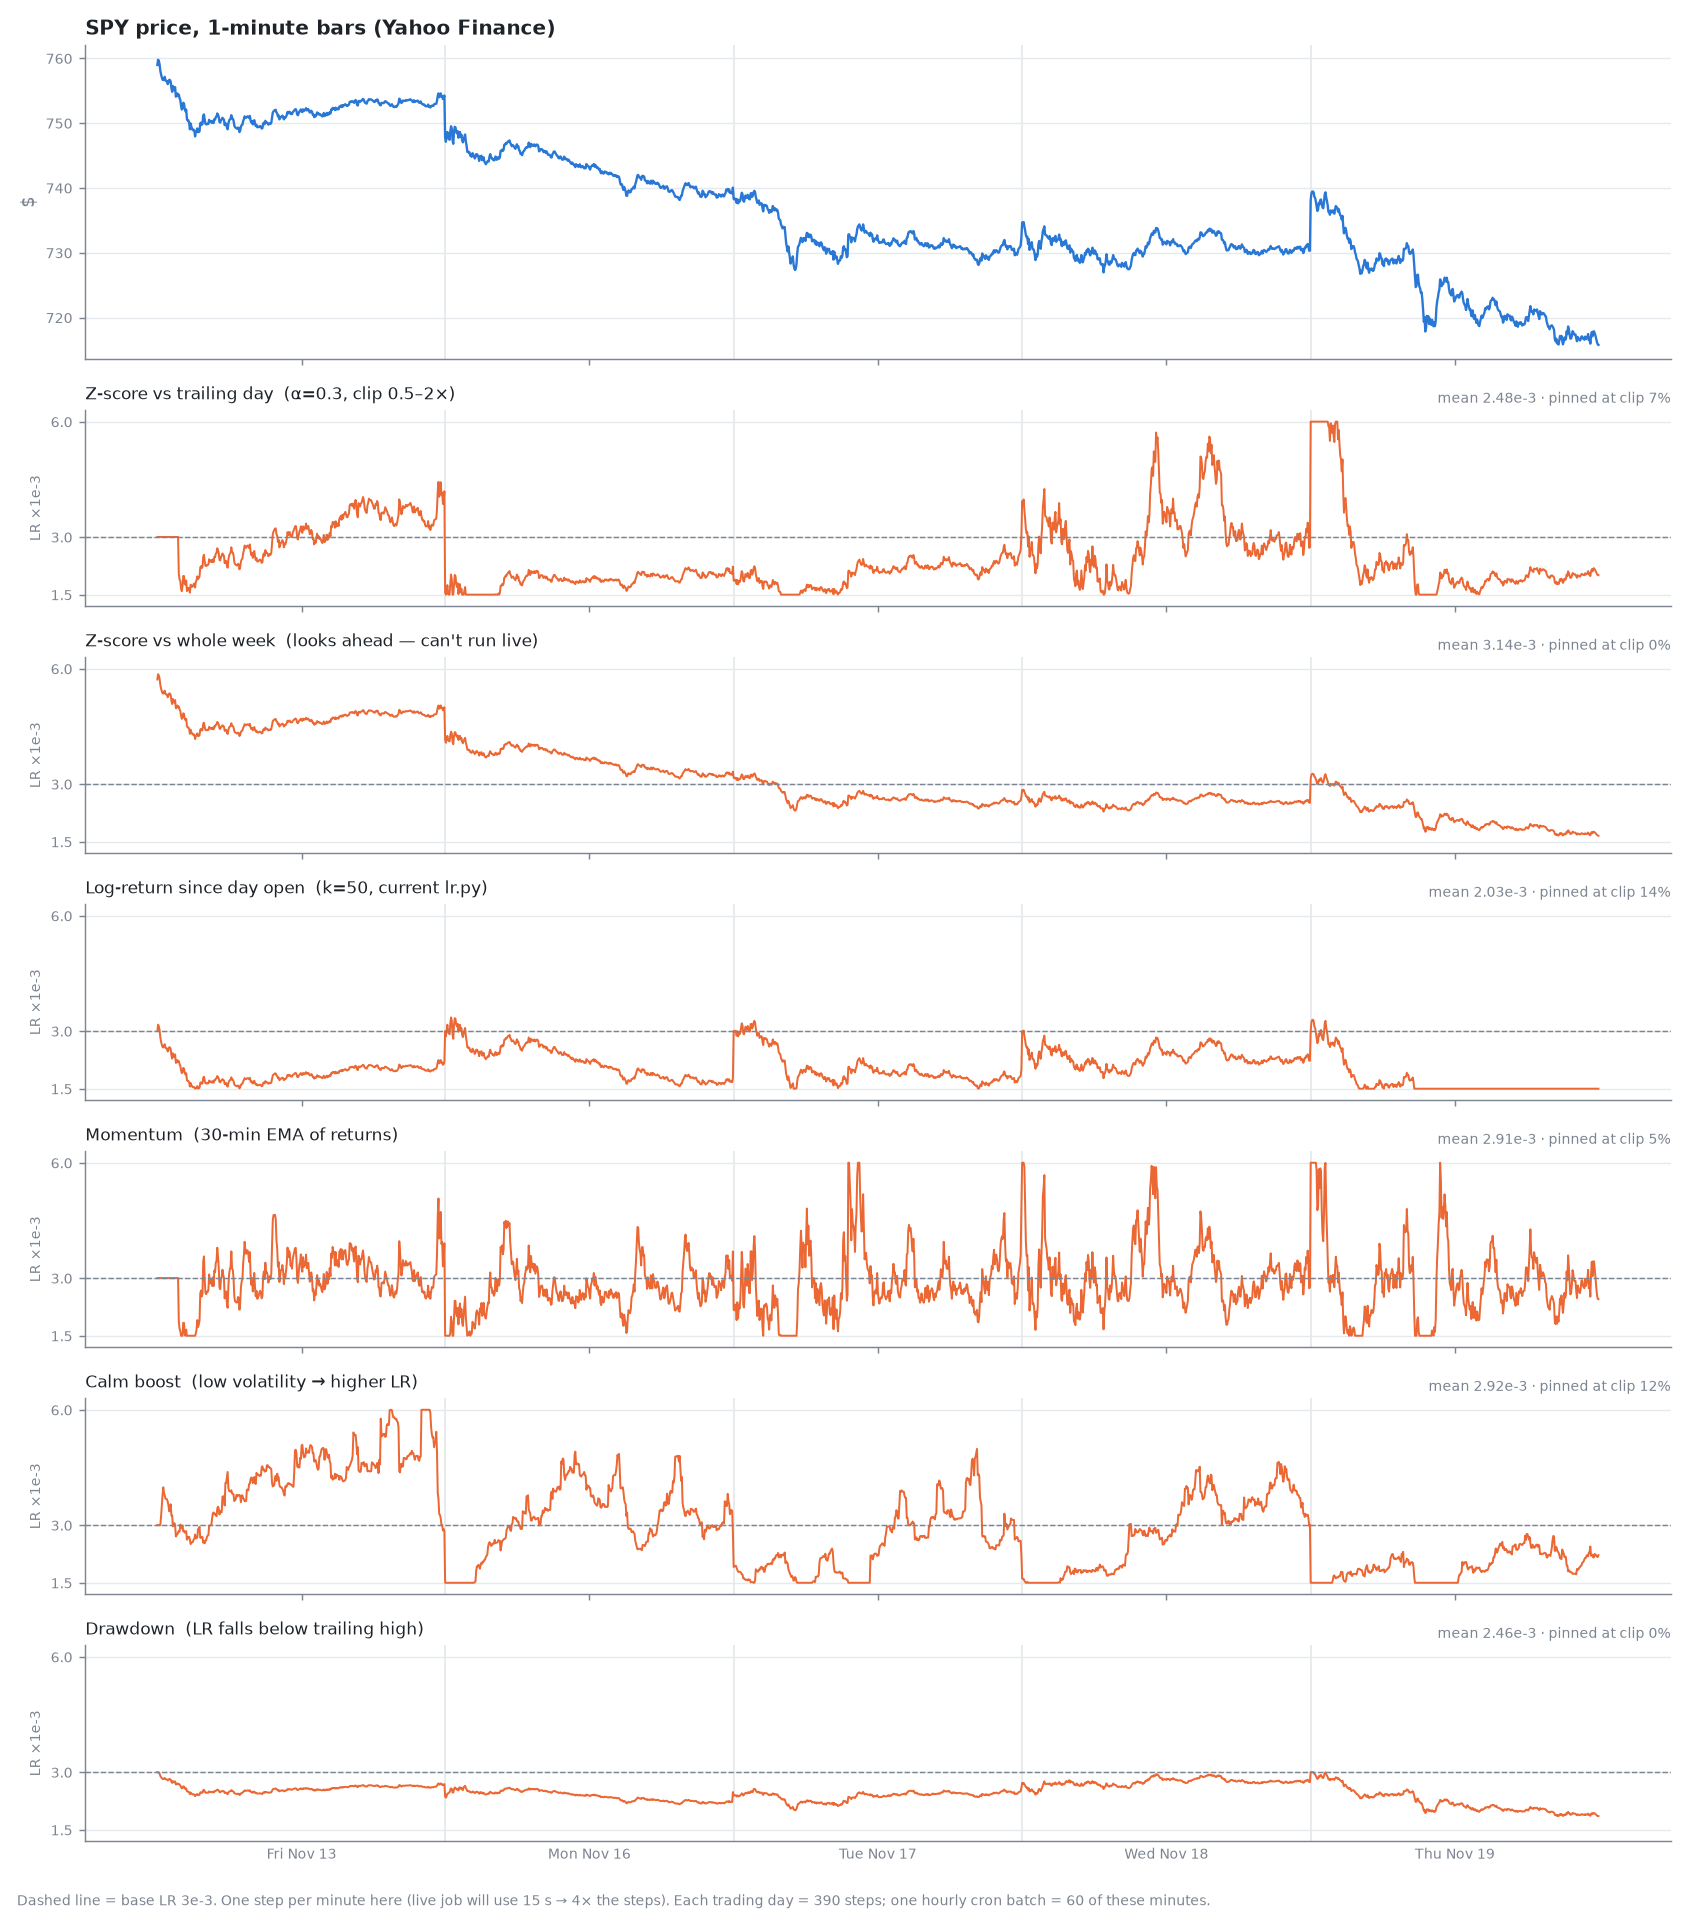 SPY price, 1-minute bars (Yahoo Finance)
760
750
740
730
720
$
Z-score vs trailing day (α=0.3, clip 0.5–2×)
mean 2.48e-3 · pinned at clip 7%
6.0
3.0
1.5
LR ×1e-3
Z-score vs whole week (looks ahead — can't run live)
mean 3.14e-3 · pinned at clip 0%
6.0
3.0
1.5
LR ×1e-3
Log-return since day open (k=50, current lr.py)
mean 2.03e-3 · pinned at clip 14%
6.0
3.0
1.5
LR ×1e-3
Momentum (30-min EMA of returns)
mean 2.91e-3 · pinned at clip 5%
6.0
3.0
1.5
LR ×1e-3
Calm boost (low volatility → higher LR)
mean 2.92e-3 · pinned at clip 12%
6.0
3.0
1.5
LR ×1e-3
Drawdown (LR falls below trailing high)
mean 2.46e-3 · pinned at clip 0%
6.0
3.0
1.5
LR ×1e-3
Fri Nov 13 Mon Nov 16 Tue Nov 17 Wed Nov 18 Thu Nov 19
Dashed line = base LR 3e-3. One step per minute here (live job will use 15 s → 4× the steps). Each trading day = 390 steps; one hourly cron batch = 60 of these minutes.